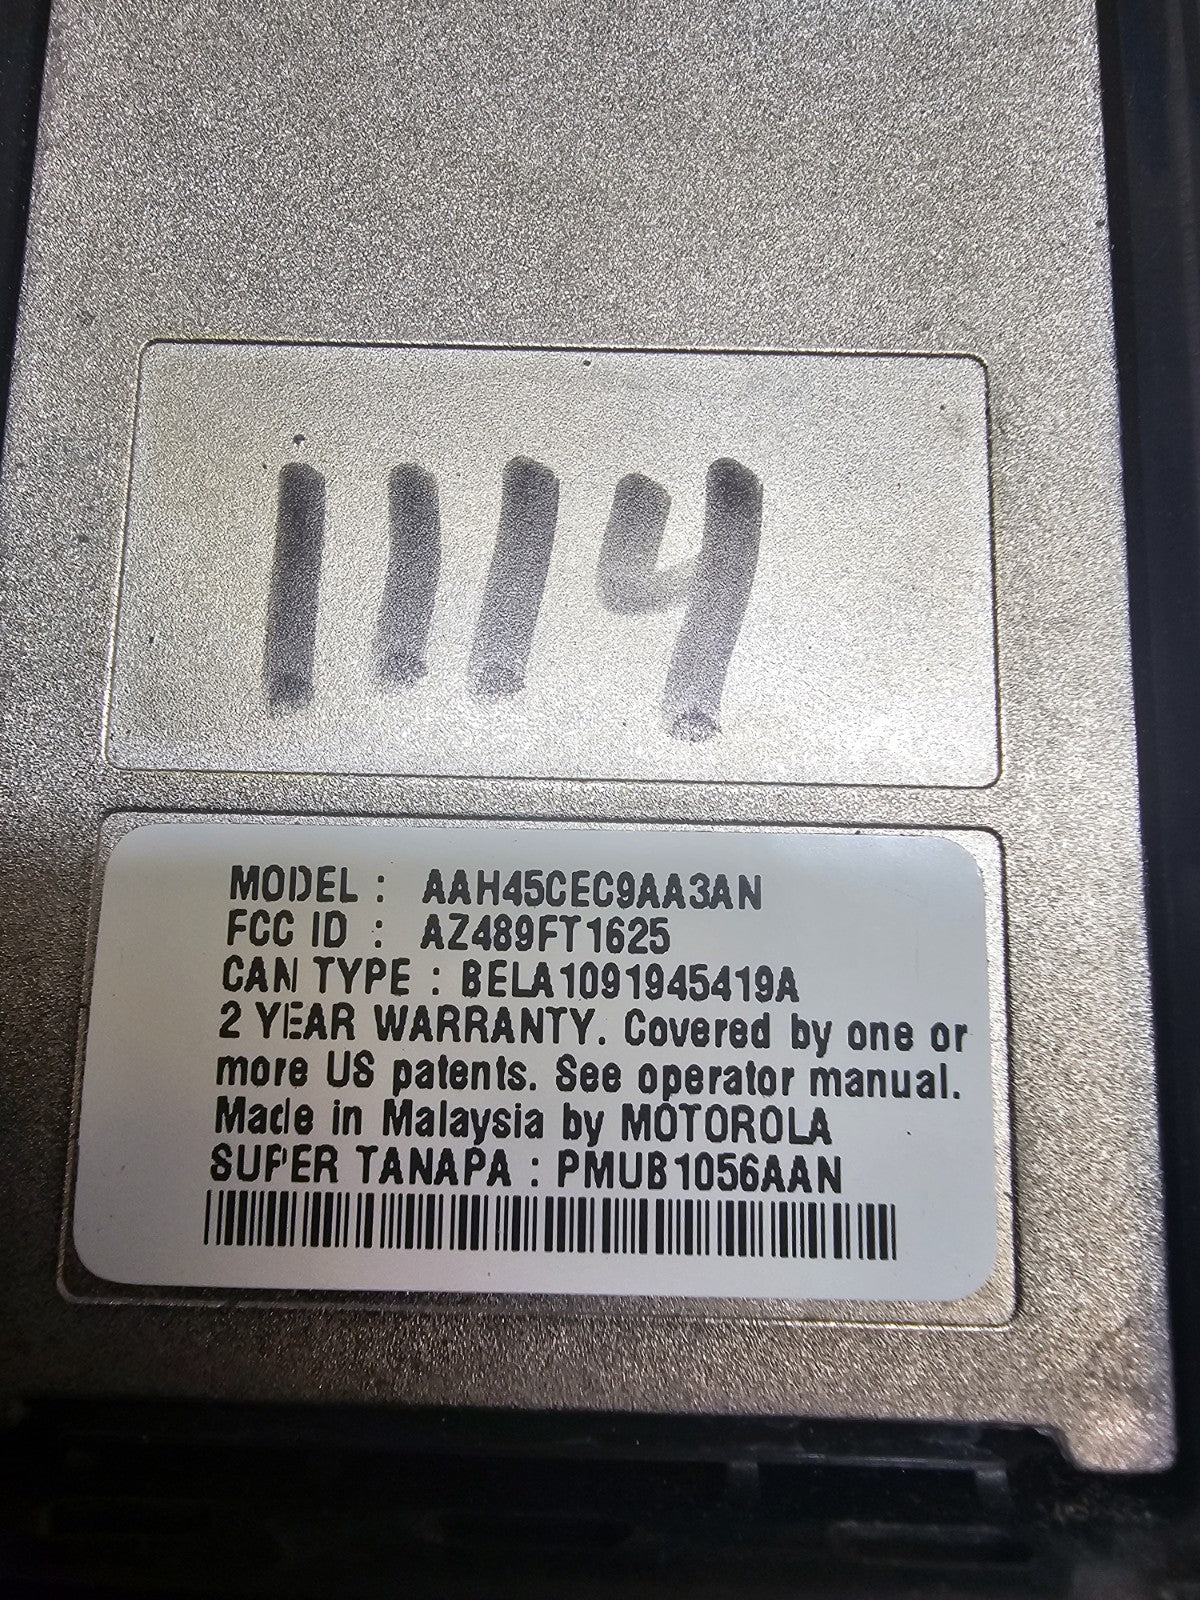 1114
MODEL : AAH45CEC9AA3AN
FCC ID : AZ489FT1625
CAN TYPE : BELA1091945419A
2 YEAR WARRANTY. Covered by one or
more US patents. See operator manual.
Made in Malaysia by MOTOROLA
SUPER TANAPA : PMUB1056AAN